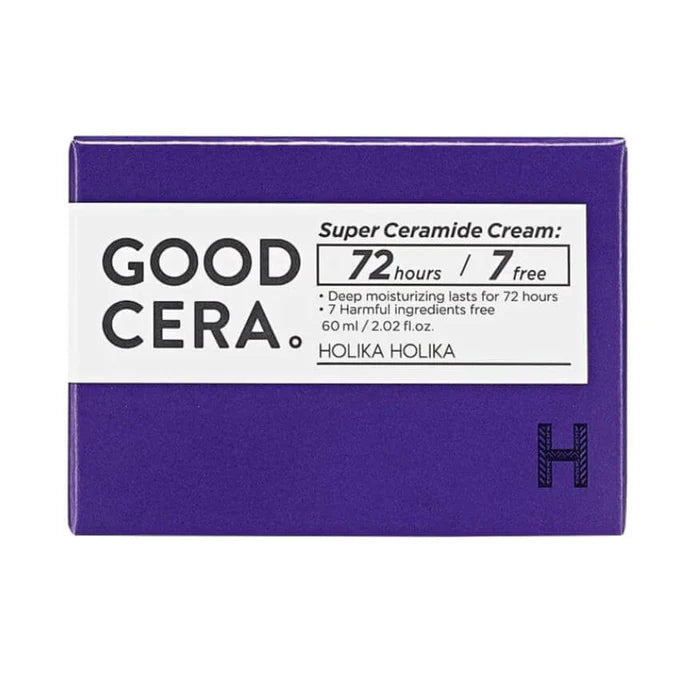 GOOD
CERA.
Super Ceramide Cream:
72 hours / 7 free
• Deep moisturizing lasts for 72 hours
• 7 Harmful ingredients free
60 ml / 2.02 fl.oz.
HOLIKA HOLIKA
H